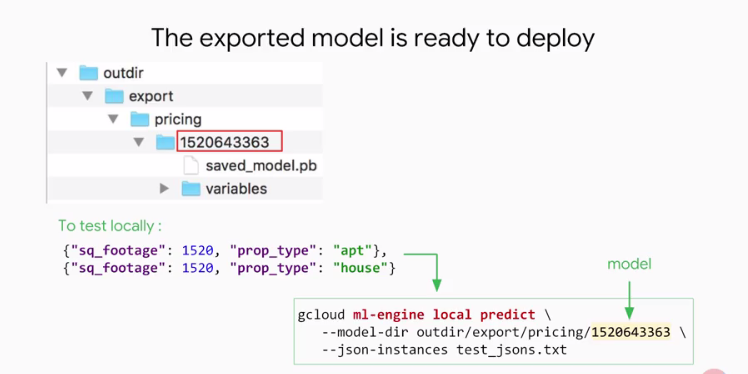 The exported model is ready to deploy
outdir
export
pricing
1520643363
saved_model.pb
variables
To test locally :
{"sq_footage": 1520, "prop_type": "apt"},
{"sq_footage": 1520, "prop_type": "house"}
model
gcloud ml-engine local predict \
--model-dir outdir/export/pricing/1520643363 \
--json-instances test_jsons.txt